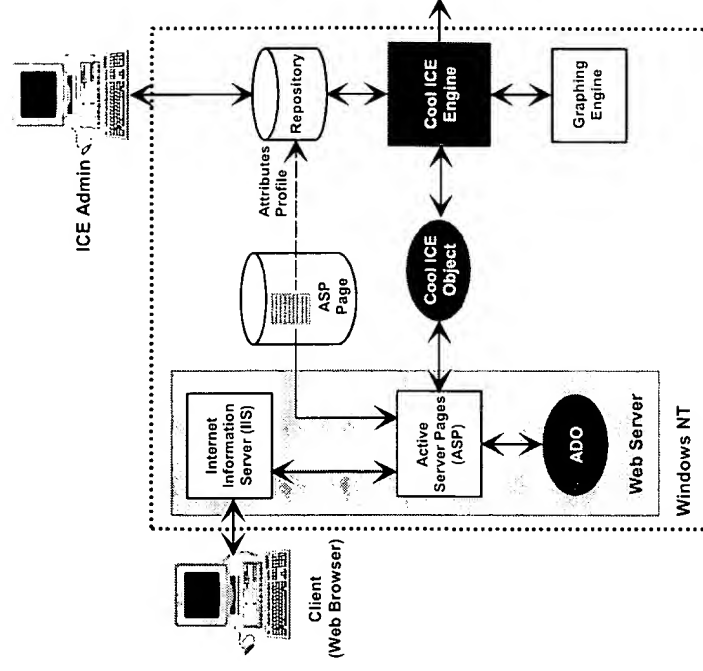 ICE Admin
Repository
Cool ICE
Engine
Graphing
Engine
Attributes
Profile
ASP
Page
Cool ICE
Object
Internet
Information
Server (IIS)
Active
Server Pages
(ASP)
ADO
Web Server
Windows NT
Client
(Web Browser)